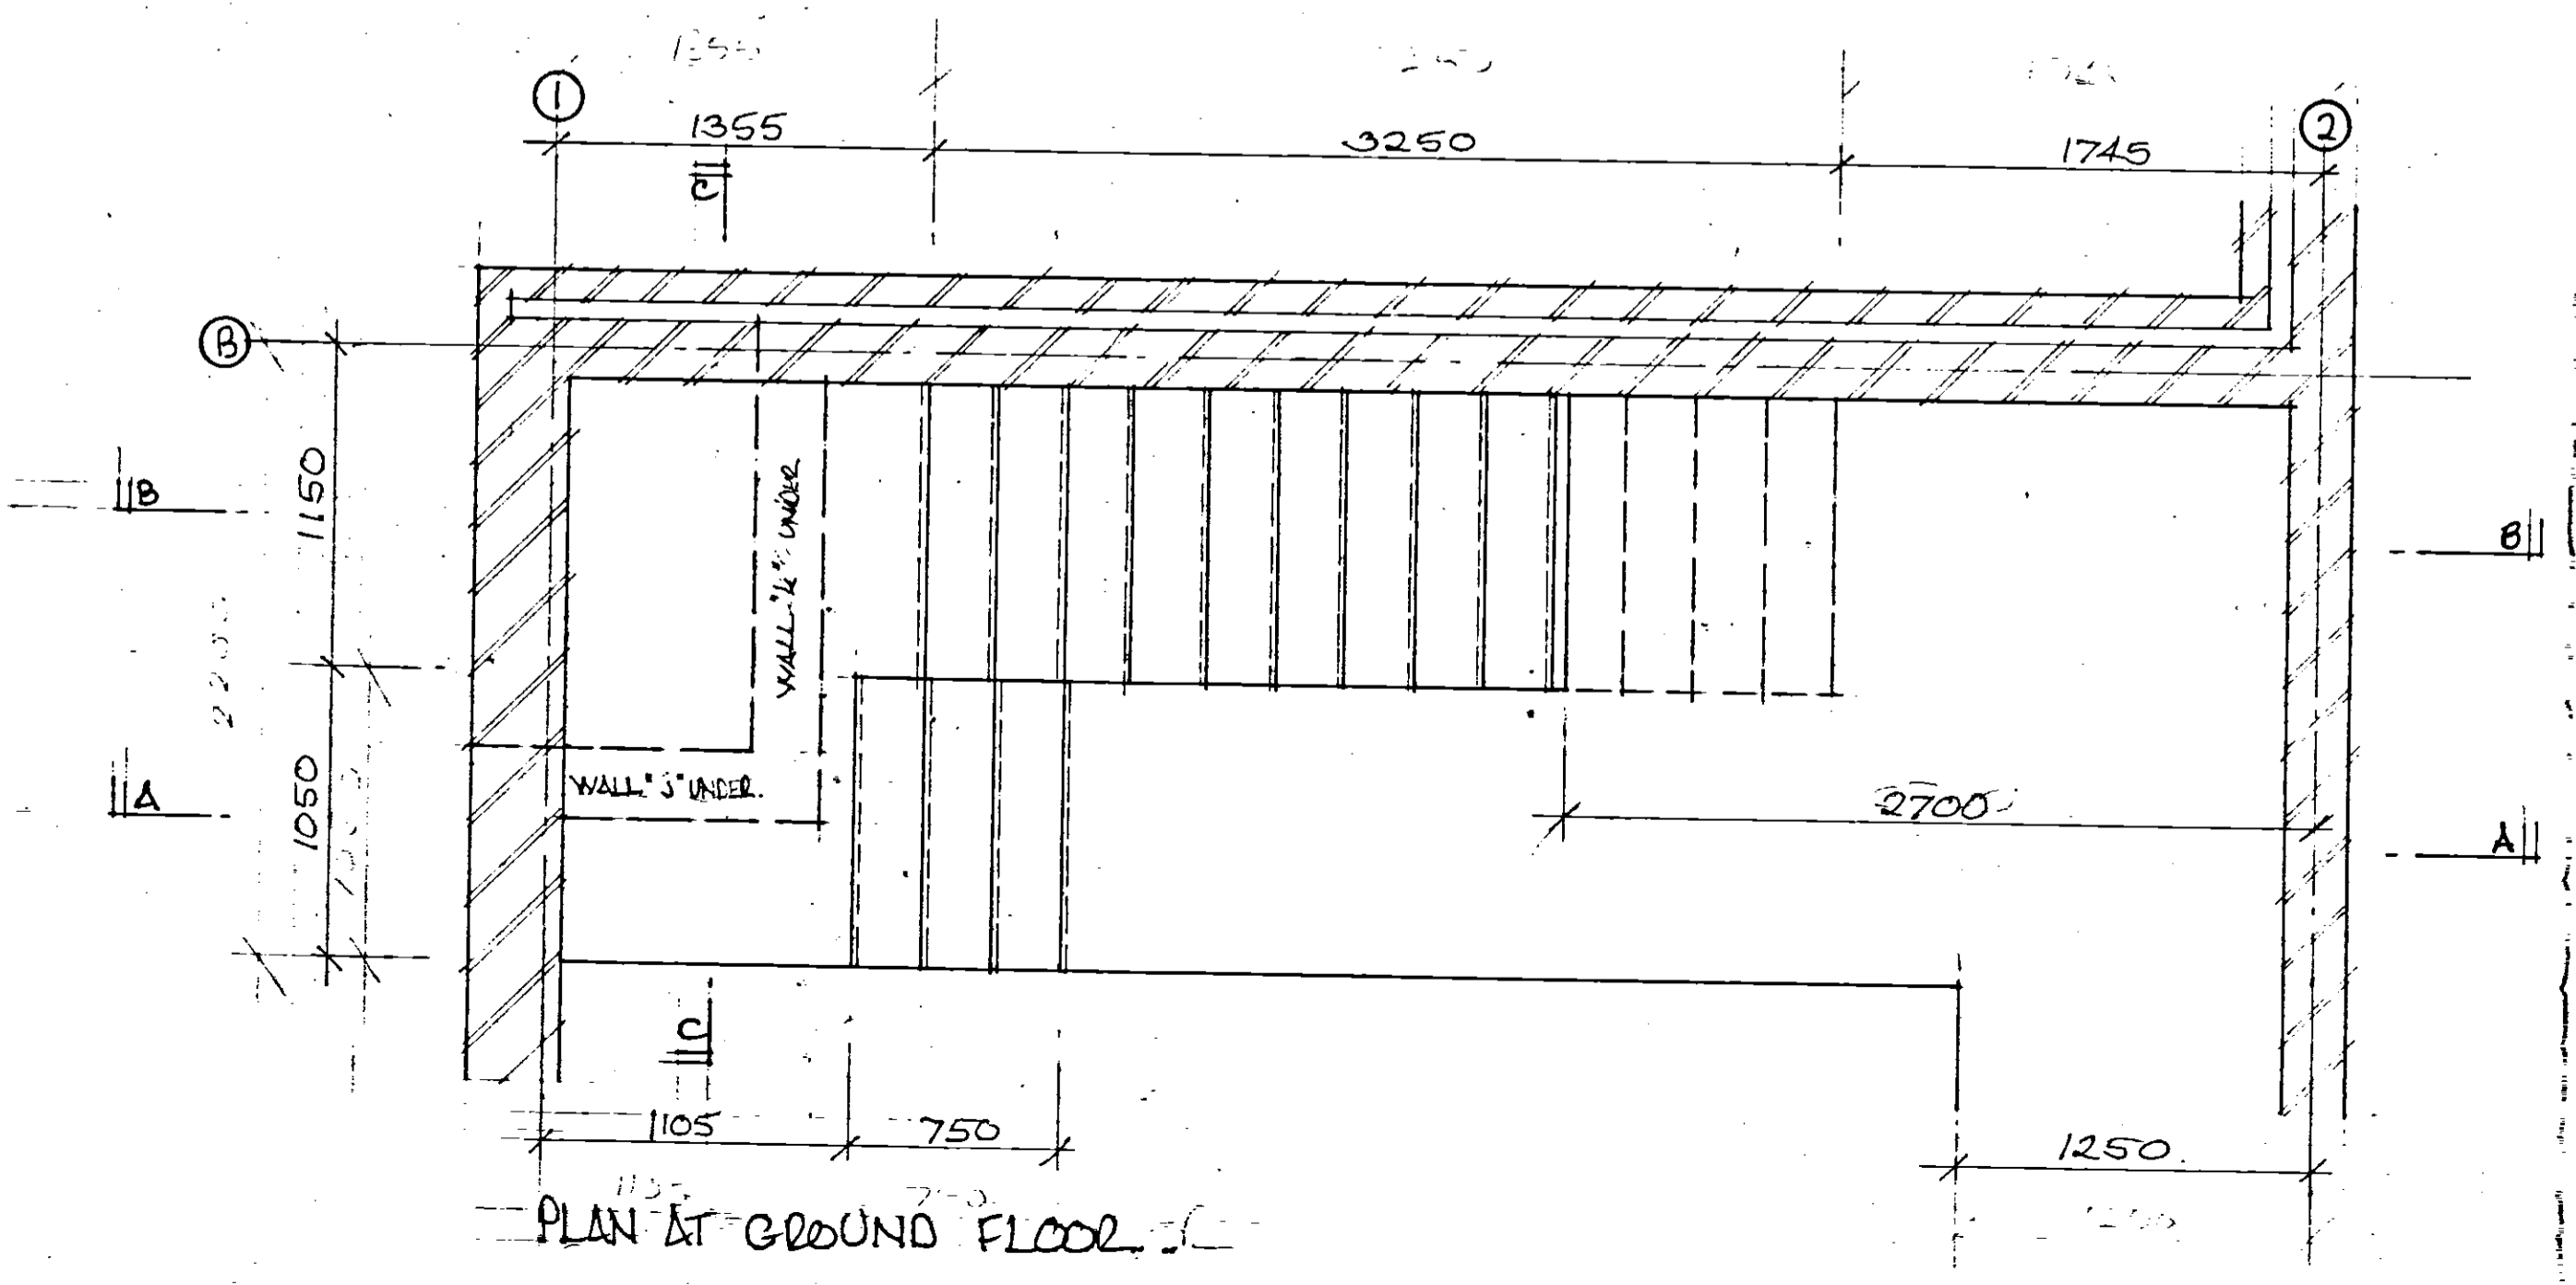 1
2
1355
3250
1745
C
B
1150
B
B
WALL "K" UNDER
WALL "J" UNDER.
1050
A
A
2700
C
1105
750
1250
PLAN AT GROUND FLOOR